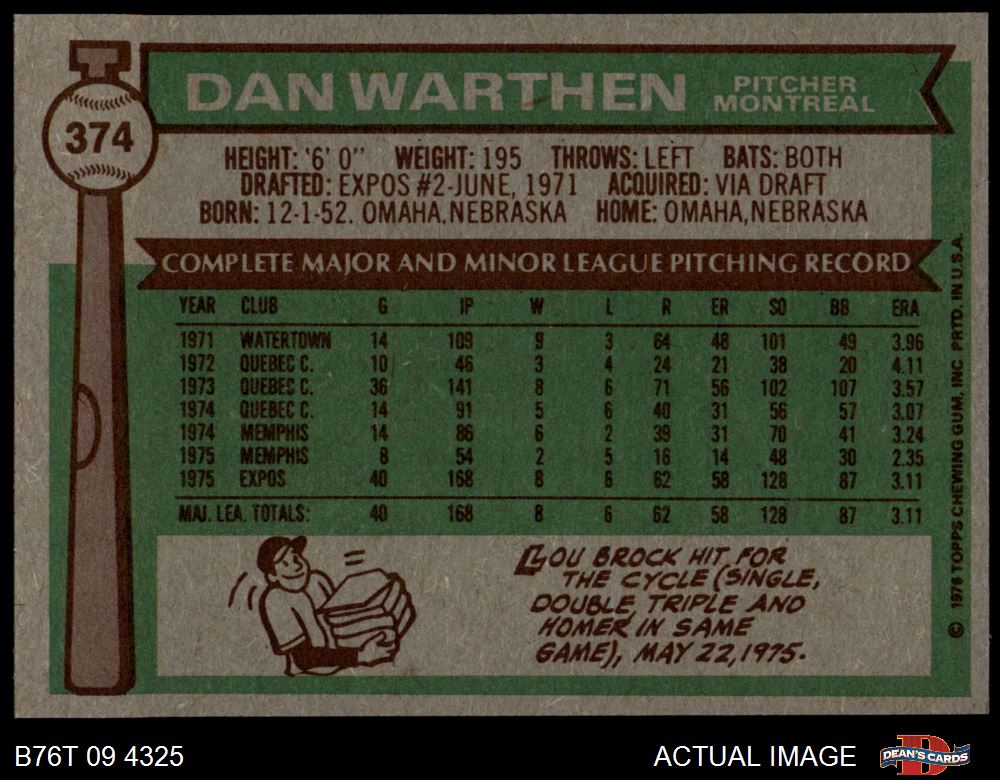 374
DAN WARTHEN
PITCHER
MONTREAL
HEIGHT: '6' 0" WEIGHT: 195 THROWS: LEFT BATS: BOTH
DRAFTED: EXPOS #2-JUNE, 1971 ACQUIRED: VIA DRAFT
BORN: 12-1-52. OMAHA, NEBRASKA HOME: OMAHA, NEBRASKA
COMPLETE MAJOR AND MINOR LEAGUE PITCHING RECORD
YEAR CLUB G IP W L R ER SO BB ERA
1971 WATERTOWN 14 109 9 3 64 48 101 49 3.96
1972 QUEBEC C. 10 46 3 4 24 21 38 20 4.11
1973 QUEBEC C. 36 141 8 6 71 56 102 107 3.57
1974 QUEBEC C. 14 91 5 6 40 31 56 57 3.07
1974 MEMPHIS 14 86 6 2 39 31 70 41 3.24
1975 MEMPHIS 8 54 2 5 16 14 48 30 2.35
1975 EXPOS 40 168 8 6 62 58 128 87 3.11
MAJ. LEA. TOTALS: 40 168 8 6 62 58 128 87 3.11
LOU BROCK HIT FOR
THE CYCLE (SINGLE,
DOUBLE, TRIPLE AND
HOMER IN SAME
GAME), MAY 22, 1975.
© 1976 TOPPS CHEWING GUM, INC. PRTD. IN U.S.A.
B76T 09 4325
ACTUAL IMAGE
DEAN'S CARDS